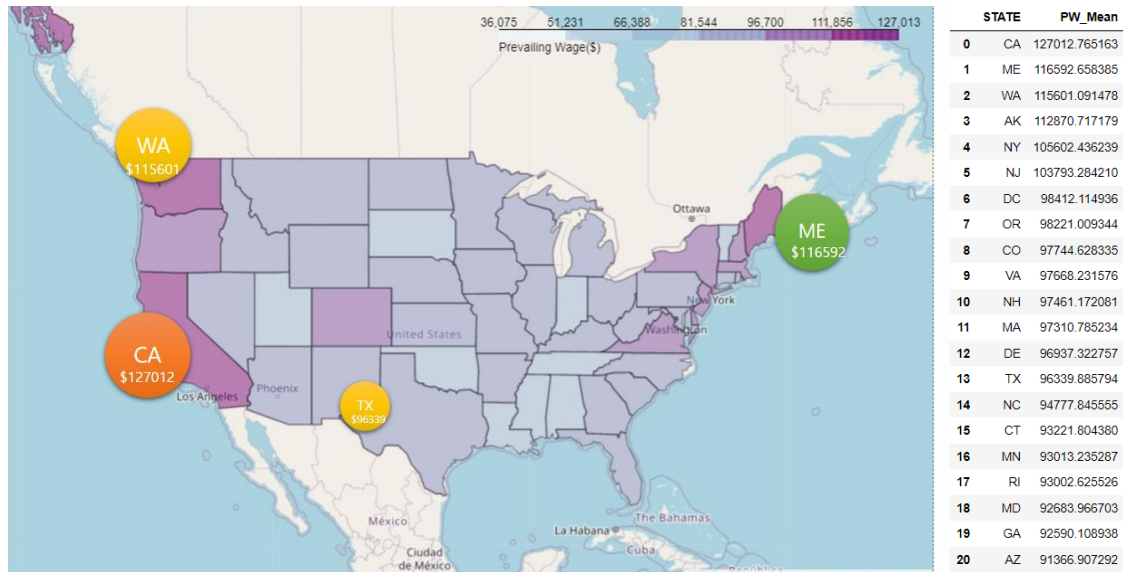 36,075 51,231 66,388 81,544 96,700 111,856 127,013
Prevailing Wage($)
WA
$115601
Ottawa
ME
$116592
New York
United States
Washington
CA
$127012
Los Angeles
Phoenix
TX
$96339
México
Ciudad
de México
La Habana
Cuba
The Bahamas
STATE PW_Mean
0 CA 127012.765163
1 ME 116592.658385
2 WA 115601.091478
3 AK 112870.717179
4 NY 105602.436239
5 NJ 103793.284210
6 DC 98412.114936
7 OR 98221.009344
8 CO 97744.628335
9 VA 97668.231576
10 NH 97461.172081
11 MA 97310.785234
12 DE 96937.322757
13 TX 96339.885794
14 NC 94777.845555
15 CT 93221.804380
16 MN 93013.235287
17 RI 93002.625526
18 MD 92683.966703
19 GA 92590.108938
20 AZ 91366.907292